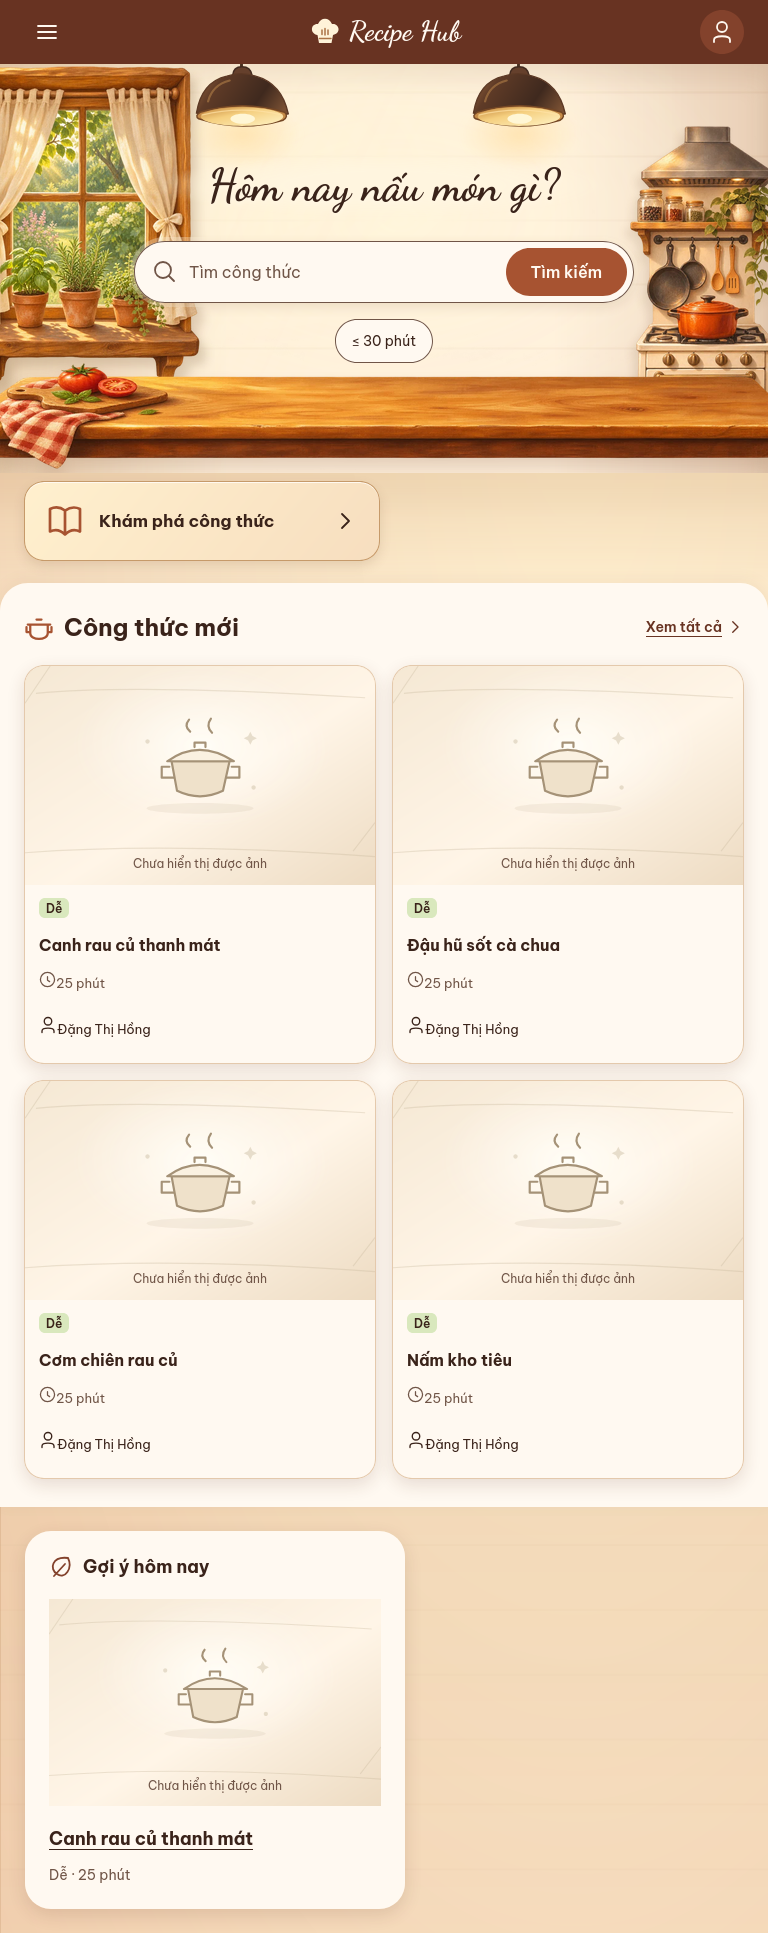 Recipe Hub
Hôm nay nấu món gì?
Tìm công thức
Tìm kiếm
≤ 30 phút
Khám phá công thức
Công thức mới
Xem tất cả
Chưa hiển thị được ảnh
Chưa hiển thị được ảnh
Dễ
Dễ
Canh rau củ thanh mát
Đậu hũ sốt cà chua
25 phút
25 phút
Đặng Thị Hồng
Đặng Thị Hồng
Chưa hiển thị được ảnh
Chưa hiển thị được ảnh
Dễ
Dễ
Cơm chiên rau củ
Nấm kho tiêu
25 phút
25 phút
Đặng Thị Hồng
Đặng Thị Hồng
Gợi ý hôm nay
Chưa hiển thị được ảnh
Canh rau củ thanh mát
Dễ · 25 phút